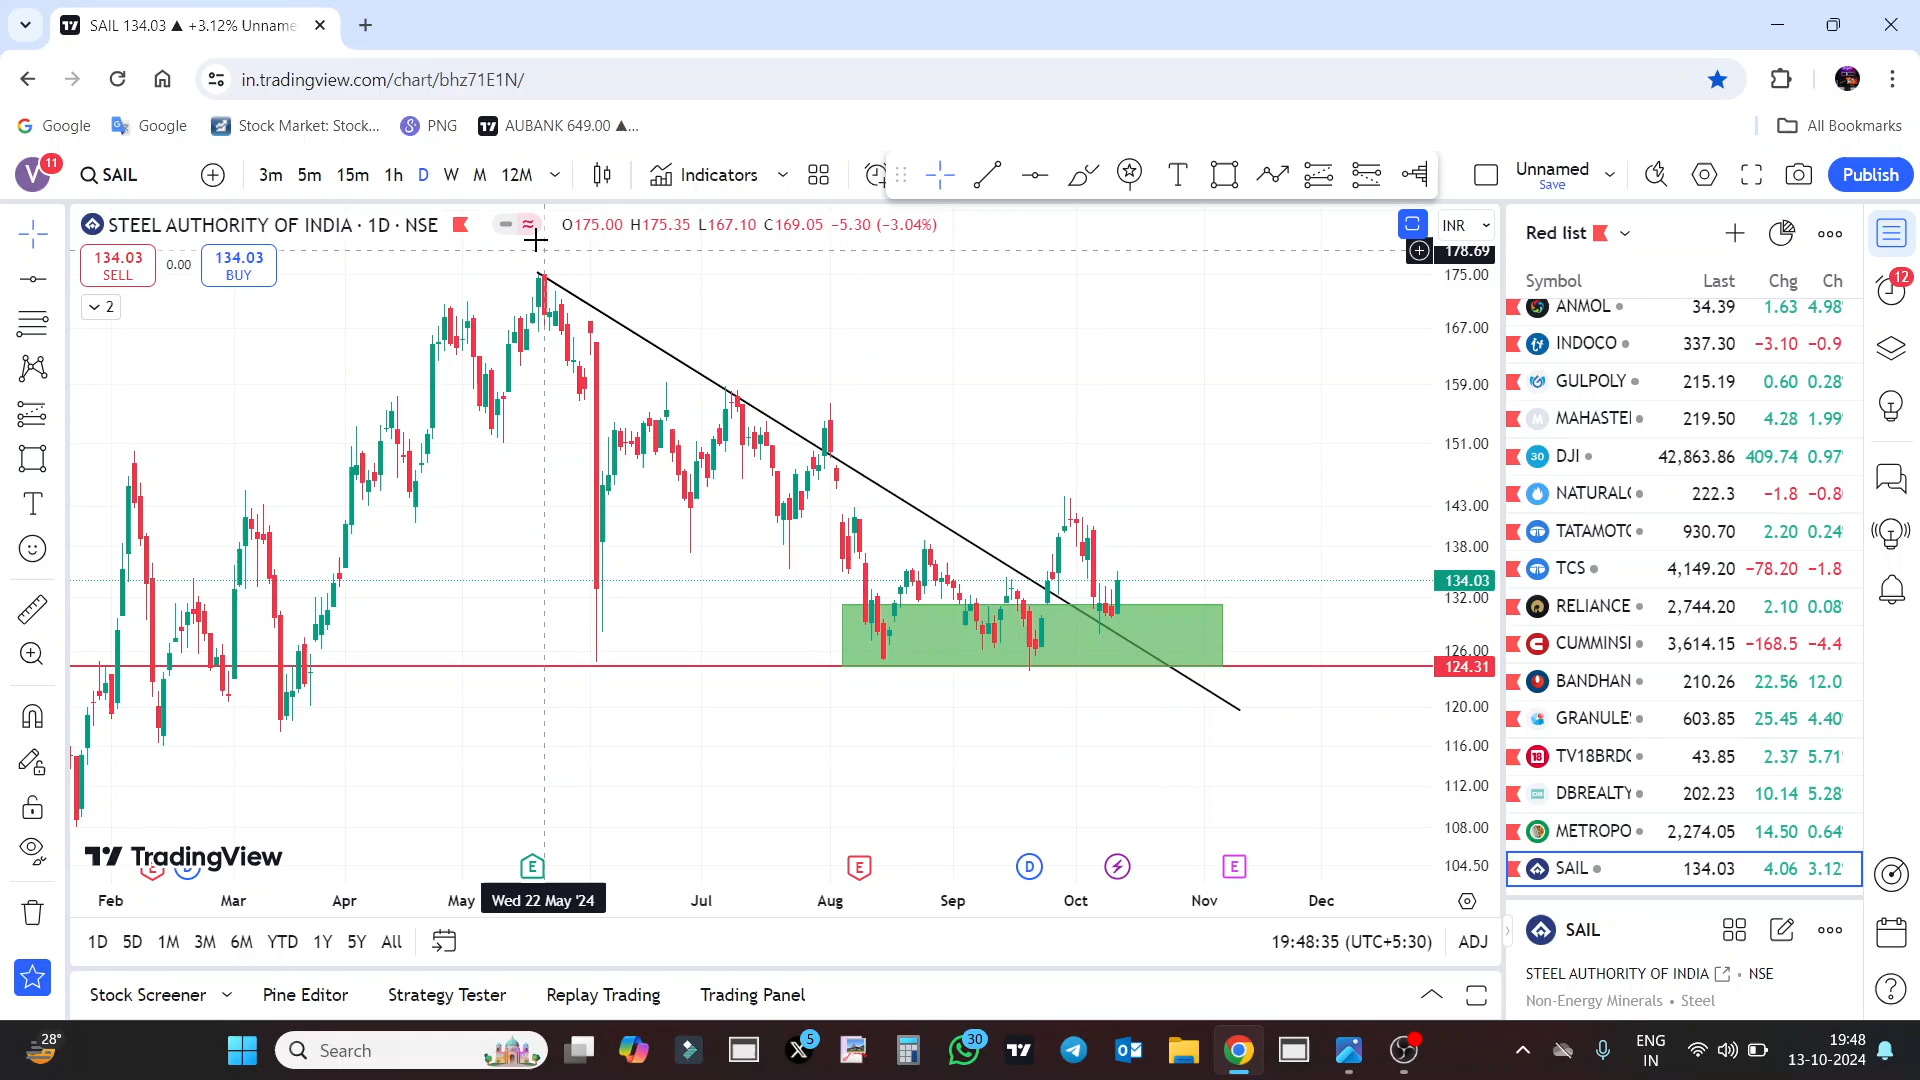 SAIL 134.03 ▲ +3.12% Unname
in.tradingview.com/chart/bhz71E1N/
Google
Google
Stock Market: Stock...
PNG
AUBANK 649.00 ▲...
All Bookmarks
V
11
SAIL
3m 5m 15m 1h D W M 12M
Indicators
Unnamed
Save
Publish
STEEL AUTHORITY OF INDIA · 1D · NSE
O175.00 H175.35 L167.10 C169.05 −5.30 (−3.04%)
INR
134.03
SELL
0.00
134.03
BUY
2
178.69
175.00
167.00
159.00
151.00
143.00
138.00
134.03
132.00
126.00
124.31
120.00
116.00
112.00
108.00
104.50
TradingView
E
D
E
E
D
E
Feb Mar Apr May Wed 22 May '24 Jul Aug Sep Oct Nov Dec
1D 5D 1M 3M 6M YTD 1Y 5Y All
19:48:35 (UTC+5:30) ADJ
Stock Screener Pine Editor Strategy Tester Replay Trading Trading Panel
Red list
Symbol Last Chg Ch
ANMOL 34.39 1.63 4.98
INDOCO 337.30 −3.10 −0.9
GULPOLY 215.19 0.60 0.28
MAHASTE 219.50 4.28 1.99
30 DJI 42,863.86 409.74 0.97
NATURAL 222.3 −1.8 −0.8
TATAMOT 930.70 2.20 0.24
TCS 4,149.20 −78.20 −1.8
RELIANCE 2,744.20 2.10 0.08
CUMMINSI 3,614.15 −168.5 −4.4
BANDHAN 210.26 22.56 12.0
GRANULE 603.85 25.45 4.40
18 TV18BRD 43.85 2.37 5.71
DBREALTY 202.23 10.14 5.28
METROPO 2,274.05 14.50 0.64
SAIL 134.03 4.06 3.12
SAIL
STEEL AUTHORITY OF INDIA • NSE
Non-Energy Minerals • Steel
12
28°
Search
5
30
ENG
IN
19:48
13-10-2024